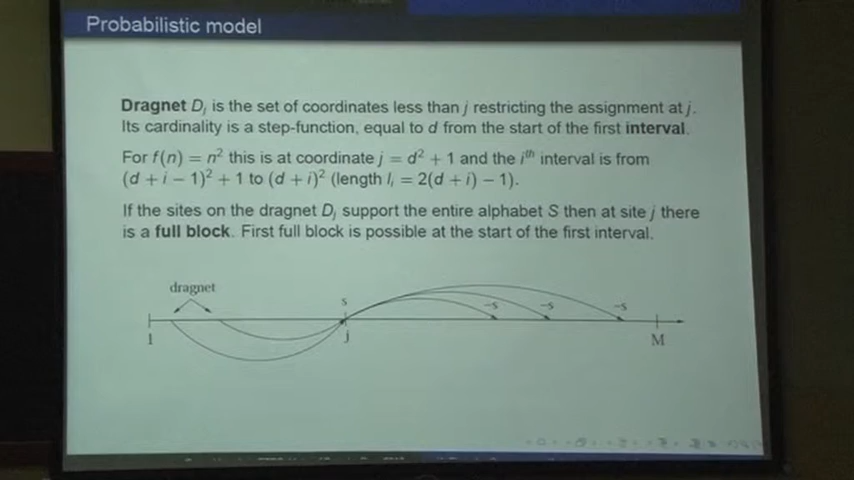 Probabilistic model
Dragnet D_j is the set of coordinates less than j restricting the assignment at j.
Its cardinality is a step-function, equal to d from the start of the first interval.
For f(n) = n² this is at coordinate j = d² + 1 and the i^th interval is from
(d + i − 1)² + 1 to (d + i)² (length l_i = 2(d + i) − 1).
If the sites on the dragnet D_j support the entire alphabet S then at site j there
is a full block. First full block is possible at the start of the first interval.
dragnet
s
¬s ¬s ¬s
1 j M